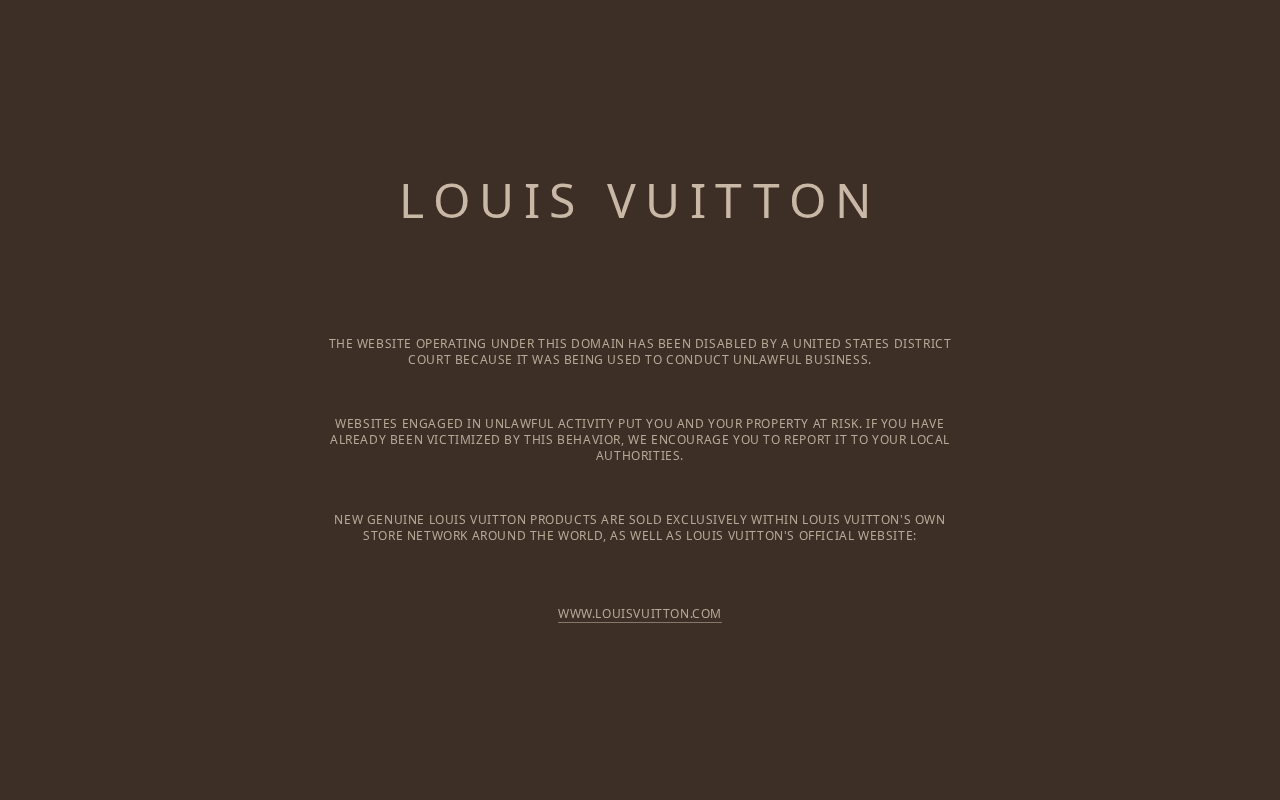 LOUIS VUITTON
THE WEBSITE OPERATING UNDER THIS DOMAIN HAS BEEN DISABLED BY A UNITED STATES DISTRICT
COURT BECAUSE IT WAS BEING USED TO CONDUCT UNLAWFUL BUSINESS.
WEBSITES ENGAGED IN UNLAWFUL ACTIVITY PUT YOU AND YOUR PROPERTY AT RISK. IF YOU HAVE
ALREADY BEEN VICTIMIZED BY THIS BEHAVIOR, WE ENCOURAGE YOU TO REPORT IT TO YOUR LOCAL
AUTHORITIES.
NEW GENUINE LOUIS VUITTON PRODUCTS ARE SOLD EXCLUSIVELY WITHIN LOUIS VUITTON'S OWN
STORE NETWORK AROUND THE WORLD, AS WELL AS LOUIS VUITTON'S OFFICIAL WEBSITE:
WWW.LOUISVUITTON.COM